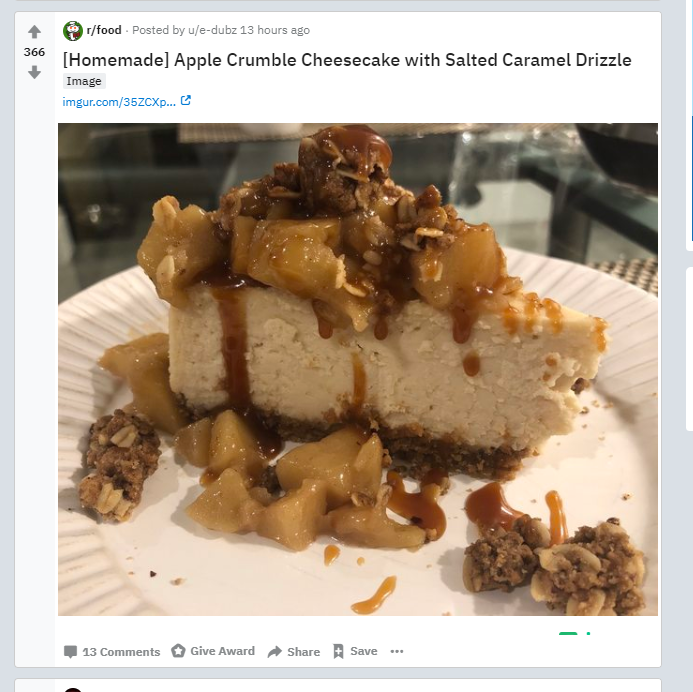 r/food · Posted by u/e-dubz 13 hours ago
366
[Homemade] Apple Crumble Cheesecake with Salted Caramel Drizzle
Image
imgur.com/35ZCXp...
13 Comments Give Award Share Save ...